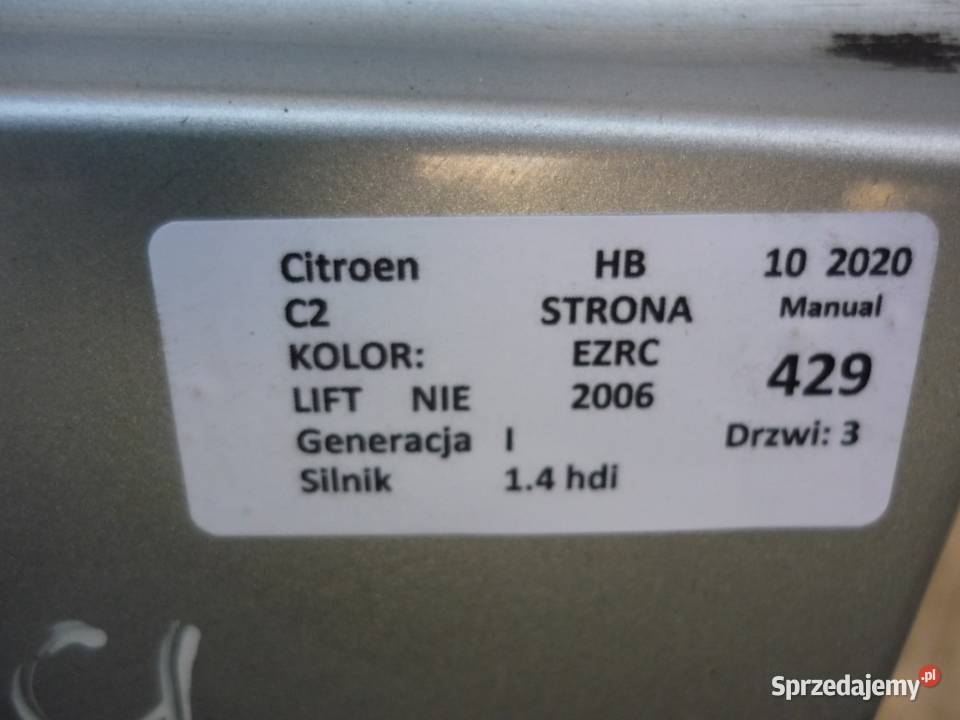 Citroen HB 10 2020
C2 STRONA Manual
KOLOR: EZRC
LIFT NIE 2006 429
Generacja I Drzwi: 3
Silnik 1.4 hdi
Sprzedajemy.pl